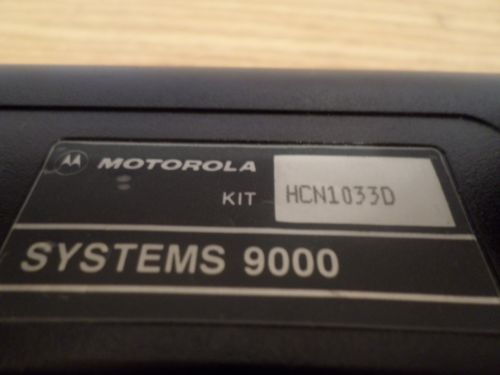 MOTOROLA
KIT HCN1033D
SYSTEMS 9000